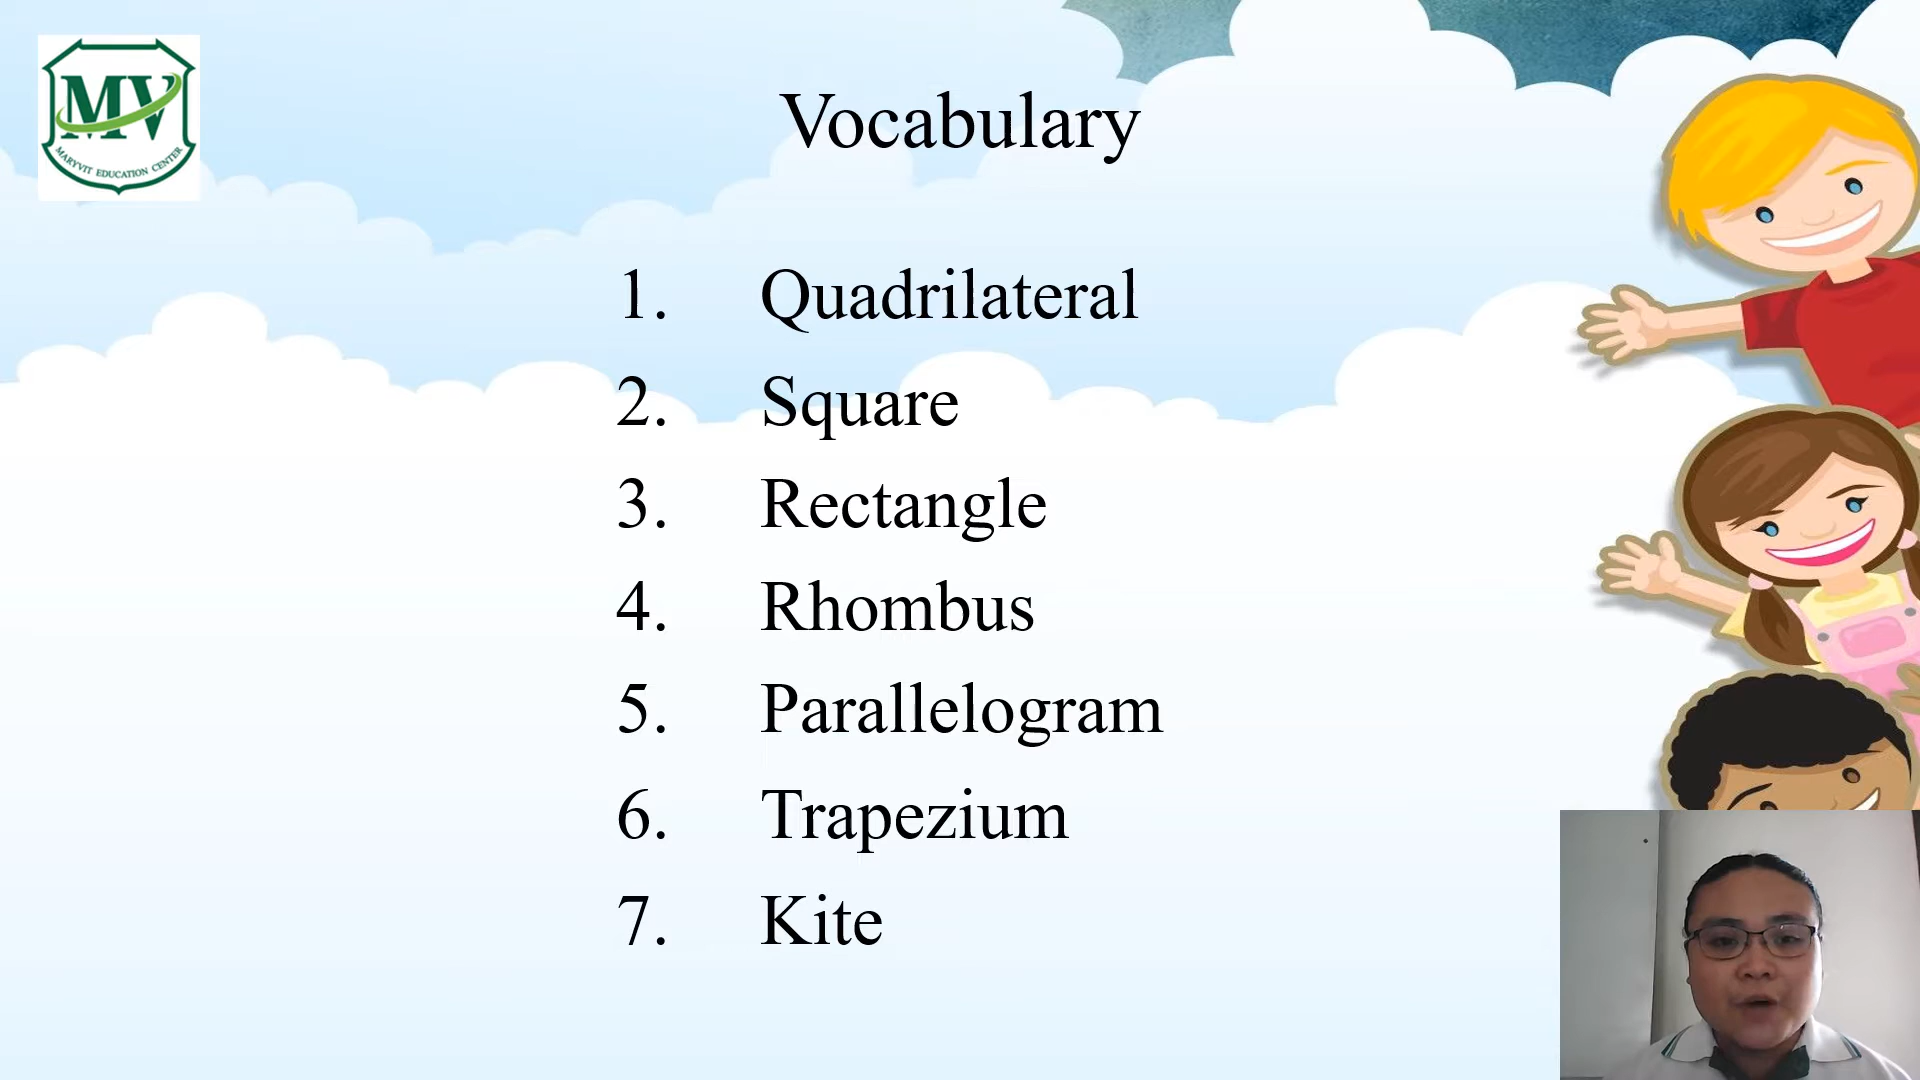 MV
MARYVIT EDUCATION CENTER
Vocabulary
1. Quadrilateral
2. Square
3. Rectangle
4. Rhombus
5. Parallelogram
6. Trapezium
7. Kite